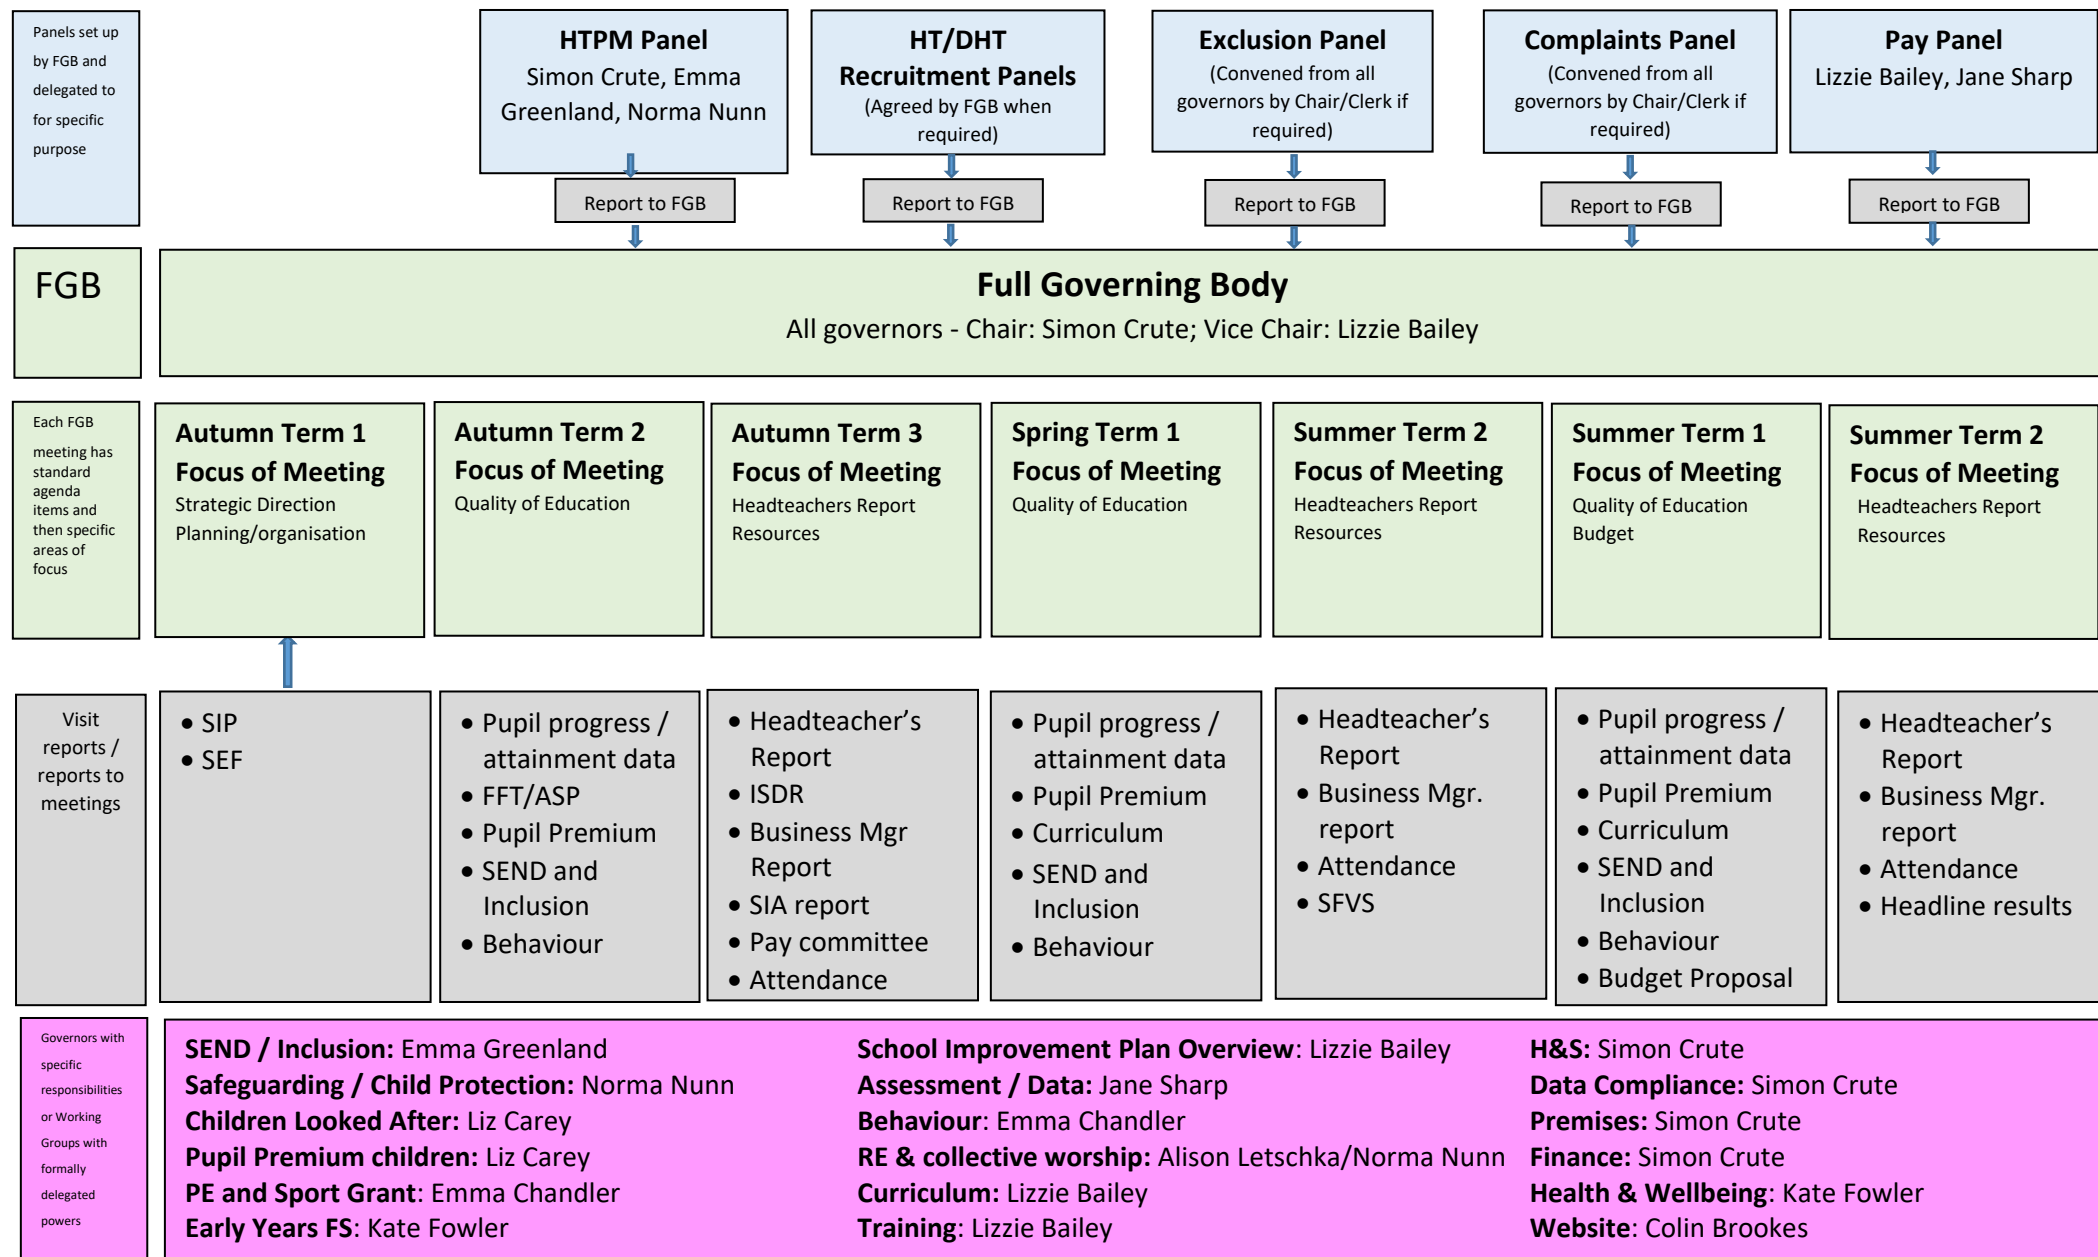 Panels set up
by FGB and
delegated to
for specific
purpose
HTPM Panel
Simon Crute, Emma
Greenland, Norma Nunn
HT/DHT
Recruitment Panels
(Agreed by FGB when
required)
Exclusion Panel
(Convened from all
governors by Chair/Clerk if
required)
Complaints Panel
(Convened from all
governors by Chair/Clerk if
required)
Pay Panel
Lizzie Bailey, Jane Sharp
Report to FGB
Report to FGB
Report to FGB
Report to FGB
Report to FGB
FGB
Full Governing Body
All governors - Chair: Simon Crute; Vice Chair: Lizzie Bailey
Each FGB
meeting has
standard
agenda
items and
then specific
areas of
focus
Autumn Term 1
Focus of Meeting
Strategic Direction
Planning/organisation
Autumn Term 2
Focus of Meeting
Quality of Education
Autumn Term 3
Focus of Meeting
Headteachers Report
Resources
Spring Term 1
Focus of Meeting
Quality of Education
Summer Term 2
Focus of Meeting
Headteachers Report
Resources
Summer Term 1
Focus of Meeting
Quality of Education
Budget
Summer Term 2
Focus of Meeting
Headteachers Report
Resources
Visit
reports /
reports to
meetings
• SIP
• SEF
• Pupil progress /
attainment data
• FFT/ASP
• Pupil Premium
• SEND and
Inclusion
• Behaviour
• Headteacher’s
Report
• ISDR
• Business Mgr
Report
• SIA report
• Pay committee
• Attendance
• Pupil progress /
attainment data
• Pupil Premium
• Curriculum
• SEND and
Inclusion
• Behaviour
• Headteacher’s
Report
• Business Mgr.
report
• Attendance
• SFVS
• Pupil progress /
attainment data
• Pupil Premium
• Curriculum
• SEND and
Inclusion
• Behaviour
• Budget Proposal
• Headteacher’s
Report
• Business Mgr.
report
• Attendance
• Headline results
Governors with
specific
responsibilities
or Working
Groups with
formally
delegated
powers
SEND / Inclusion: Emma Greenland
Safeguarding / Child Protection: Norma Nunn
Children Looked After: Liz Carey
Pupil Premium children: Liz Carey
PE and Sport Grant: Emma Chandler
Early Years FS: Kate Fowler
School Improvement Plan Overview: Lizzie Bailey
Assessment / Data: Jane Sharp
Behaviour: Emma Chandler
RE & collective worship: Alison Letschka/Norma Nunn
Curriculum: Lizzie Bailey
Training: Lizzie Bailey
H&S: Simon Crute
Data Compliance: Simon Crute
Premises: Simon Crute
Finance: Simon Crute
Health & Wellbeing: Kate Fowler
Website: Colin Brookes